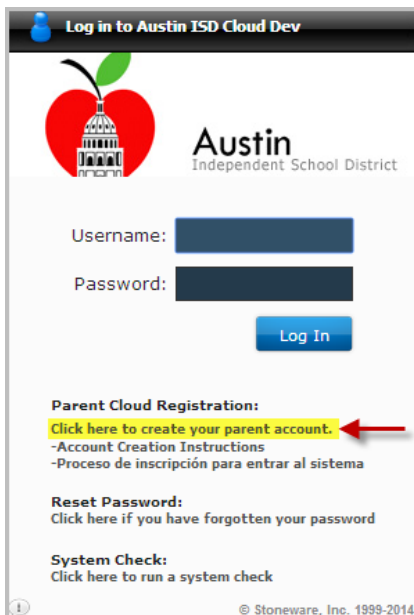 Log in to Austin ISD Cloud Dev
Austin
Independent School District
Username:
Password:
Log In
Parent Cloud Registration:
Click here to create your parent account.
-Account Creation Instructions
-Proceso de inscripción para entrar al sistema
Reset Password:
Click here if you have forgotten your password
System Check:
Click here to run a system check
© Stoneware, Inc. 1999-2014